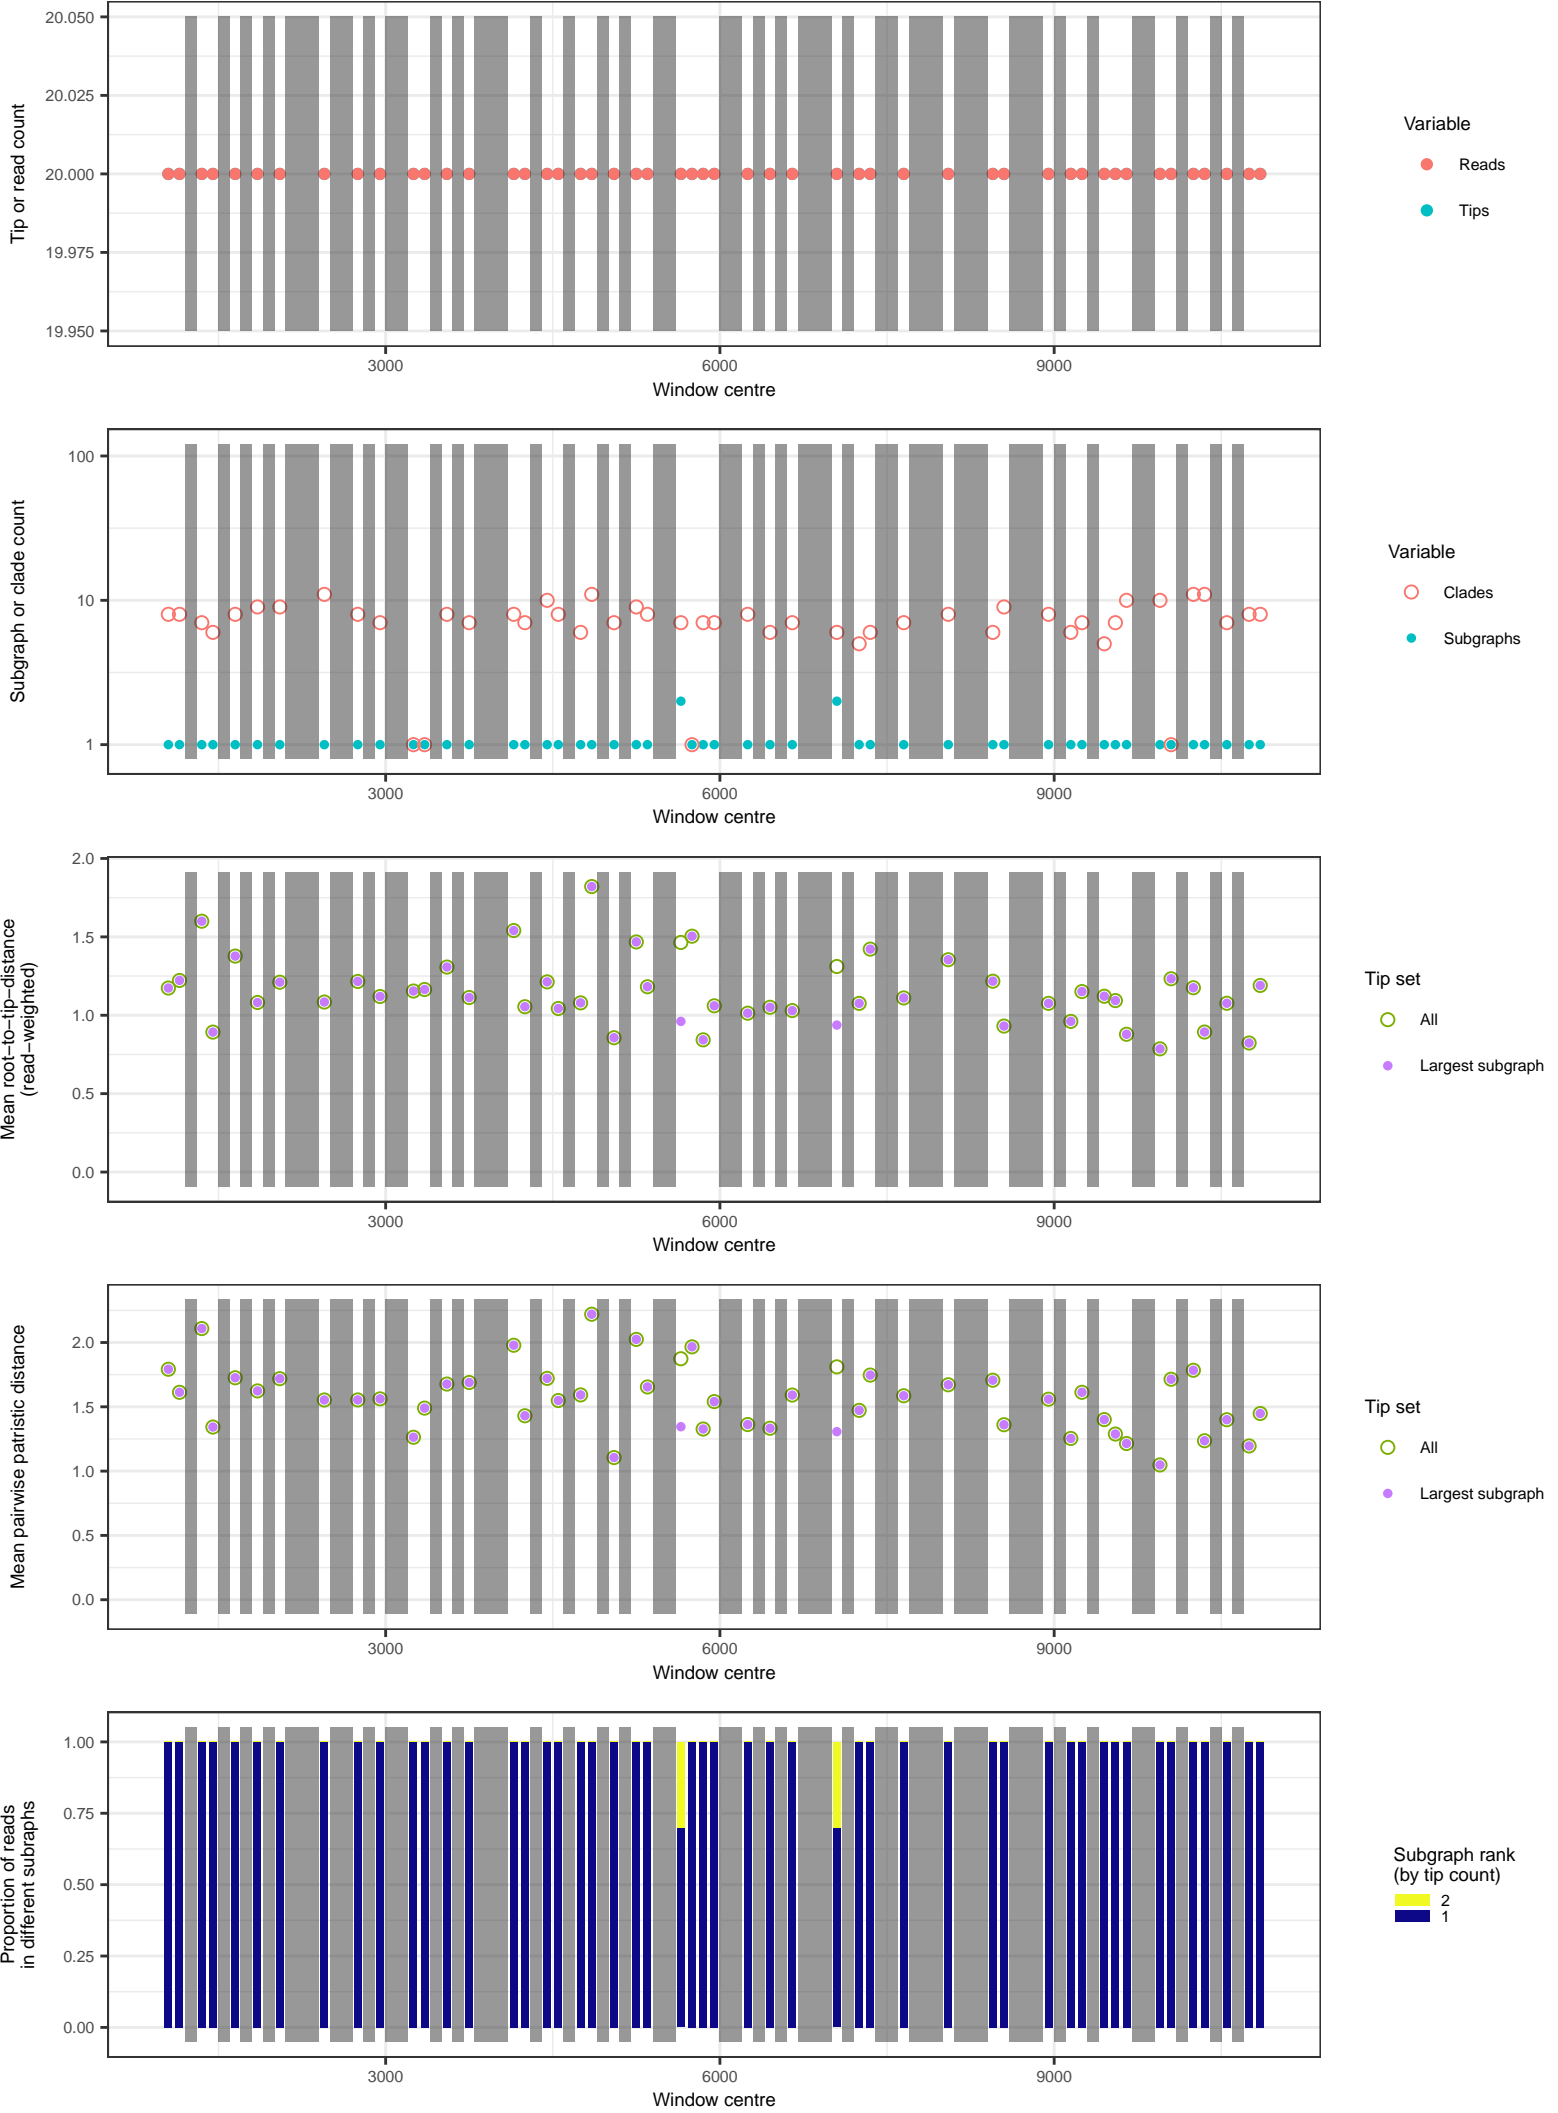 20.050
20.025
20.000
19.975
19.950
Tip or read count
3000
6000
9000
Window centre
Variable
Reads
Tips
100
10
1
Subgraph or clade count
3000
6000
9000
Window centre
Variable
Clades
Subgraphs
2.0
1.5
1.0
0.5
0.0
Mean root−to−tip−distance
(read−weighted)
3000
6000
9000
Window centre
Tip set
All
Largest subgraph
2.0
1.5
1.0
0.5
0.0
Mean pairwise patristic distance
3000
6000
9000
Window centre
Tip set
All
Largest subgraph
1.00
0.75
0.50
0.25
0.00
Proportion of reads
in different subraphs
3000
6000
9000
Window centre
Subgraph rank
(by tip count)
2
1